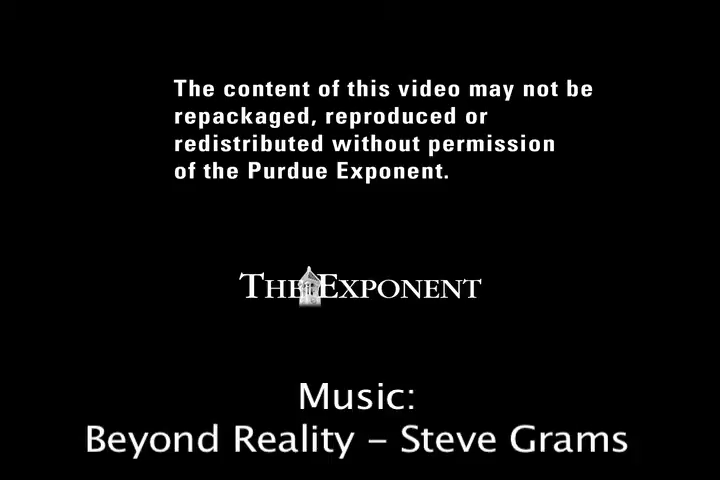 The content of this video may not be
repackaged, reproduced or
redistributed without permission
of the Purdue Exponent.
THE EXPONENT
Music:
Beyond Reality – Steve Grams